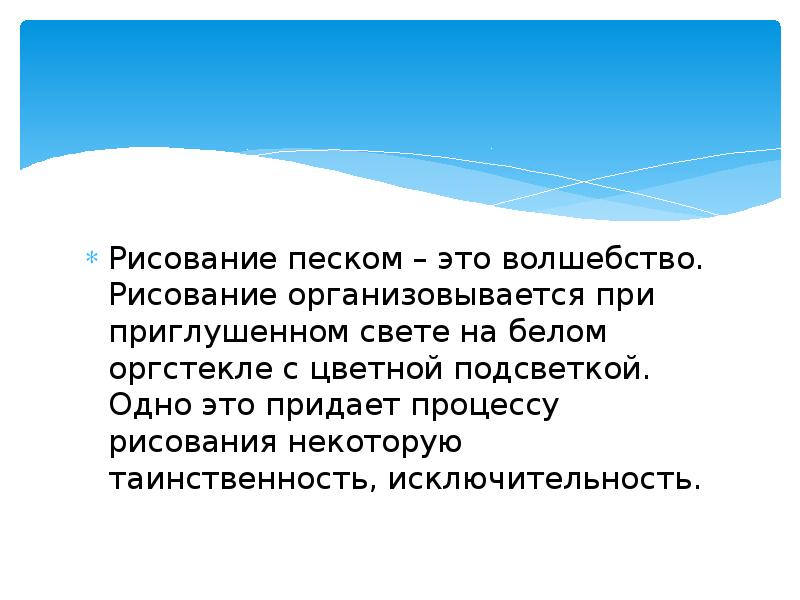 * Рисование песком – это волшебство.
Рисование организовывается при
приглушенном свете на белом
оргстекле с цветной подсветкой.
Одно это придает процессу
рисования некоторую
таинственность, исключительность.